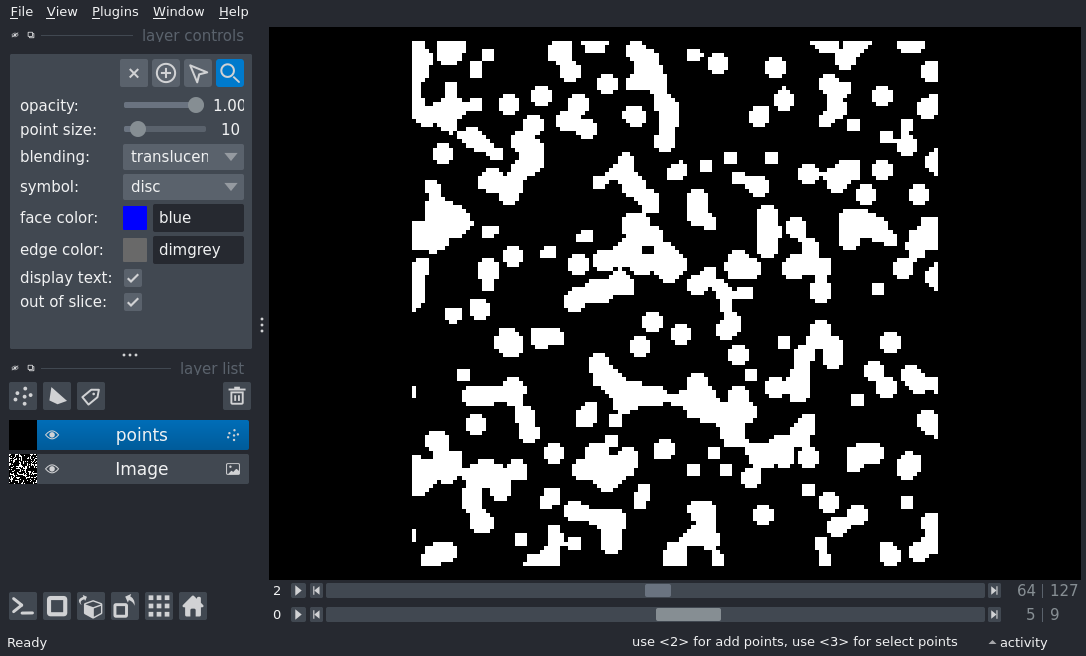 File View Plugins Window Help
layer controls
opacity: 1.00
point size: 10
blending: translucen
symbol: disc
face color: blue
edge color: dimgrey
display text:
out of slice:
layer list
points
Image
2 64 | 127
0 5 | 9
Ready use <2> for add points, use <3> for select points activity